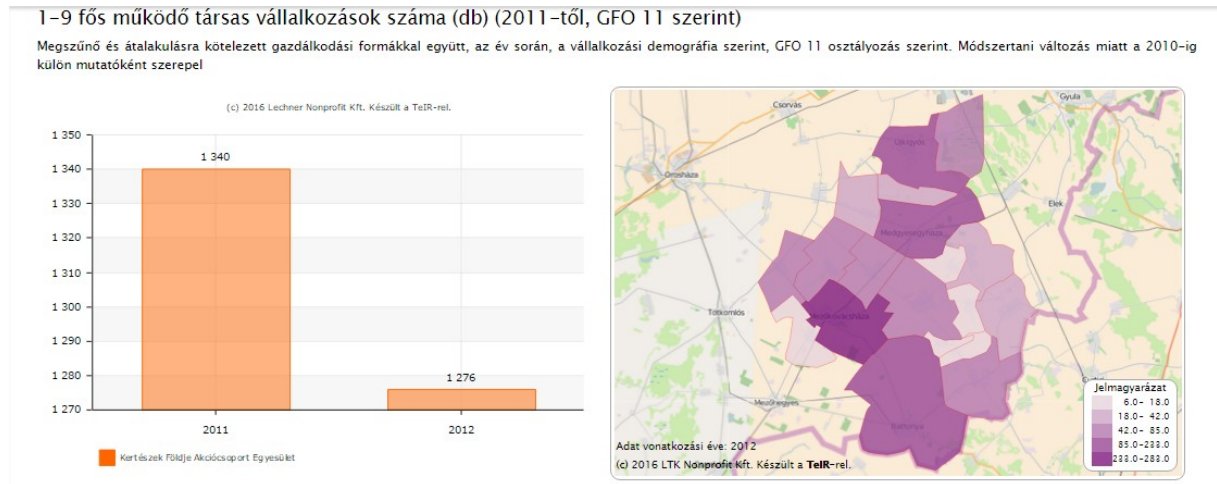 1-9 fős működő társas vállalkozások száma (db) (2011-től, GFO 11 szerint)
Megszűnő és átalakulásra kötelezett gazdálkodási formákkal együtt, az év során, a vállalkozási demográfia szerint, GFO 11 osztályozás szerint. Módszertani változás miatt a 2010-ig
külön mutatóként szerepel
(c) 2016 Lechner Nonprofit Kft. Készült a TeIR-rel.
1 350
1 340
1 330
1 320
1 310
1 300
1 290
1 280
1 270
1 340
1 276
2011
2012
Kertészek Földje Akciócsoport Egyesület
Csorvás
Gyula
Újkígyós
Orosháza
Elek
Medgyesegyháza
Tótkomlós
Mezőkovácsháza
Mezőhegyes
Battonya
Jelmagyarázat
6.0- 18.0
18.0- 42.0
42.0- 85.0
85.0-233.0
233.0-253.0
Adat vonatkozási éve: 2012
(c) 2016 LTK Nonprofit Kft. Készült a TeIR-rel.